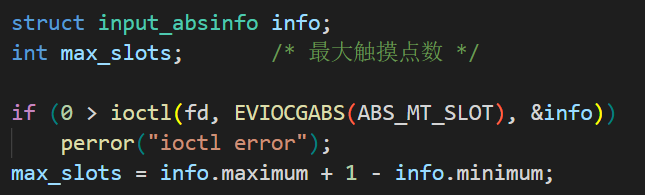 struct input_absinfo info;
int max_slots;       /* 最大触摸点数 */

if (0 > ioctl(fd, EVIOCGABS(ABS_MT_SLOT), &info))
    perror("ioctl error");
max_slots = info.maximum + 1 - info.minimum;